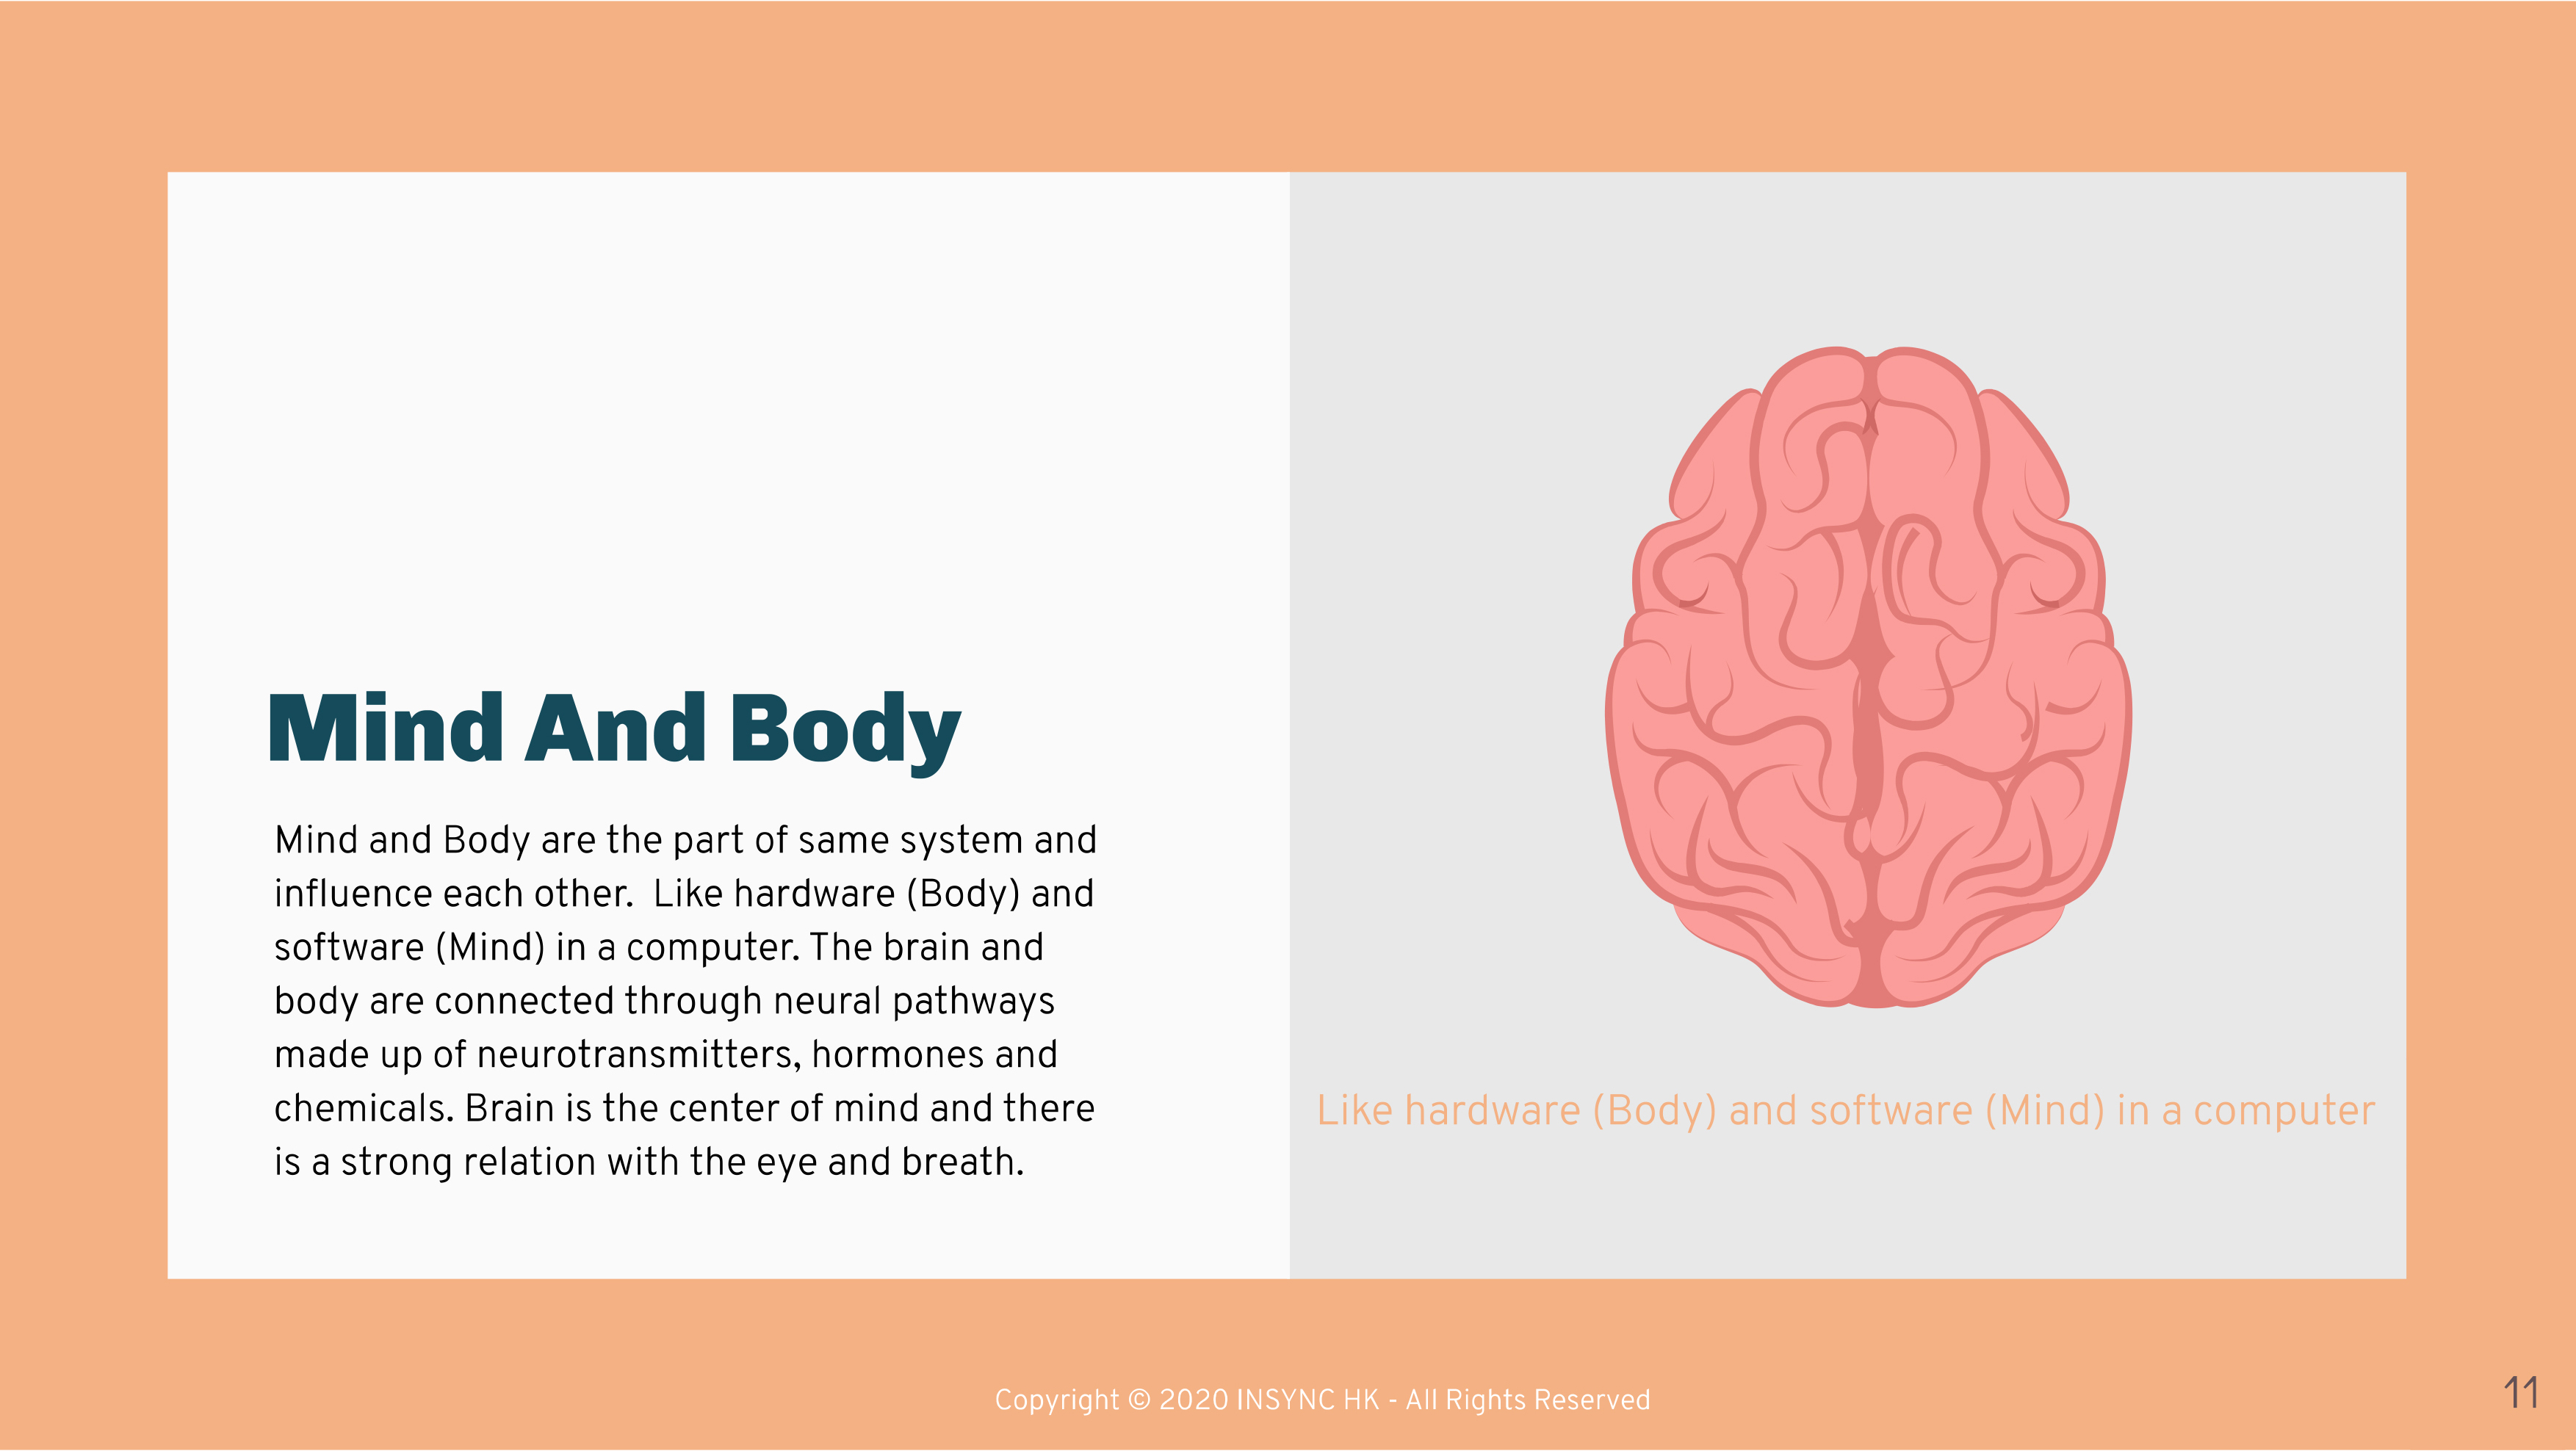 Mind And Body
Mind and Body are the part of same system and
influence each other.  Like hardware (Body) and
software (Mind) in a computer. The brain and
body are connected through neural pathways
made up of neurotransmitters, hormones and
chemicals. Brain is the center of mind and there
is a strong relation with the eye and breath.
Like hardware (Body) and software (Mind) in a computer
Copyright © 2020 INSYNC HK - All Rights Reserved
11